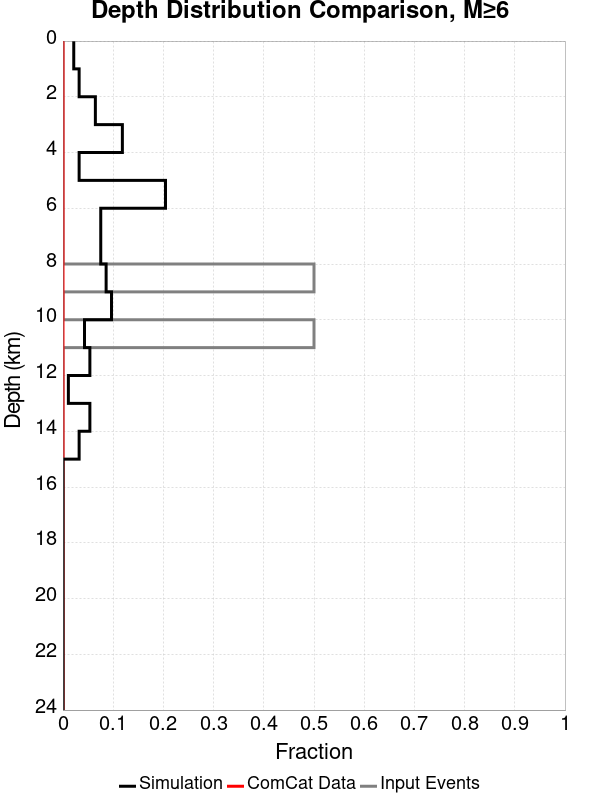 Depth Distribution Comparison, M≥6
0
2
4
6
8
10
12
14
16
18
20
22
24
Depth (km)
0 0.1 0.2 0.3 0.4 0.5 0.6 0.7 0.8 0.9 1
Fraction
Simulation ComCat Data Input Events